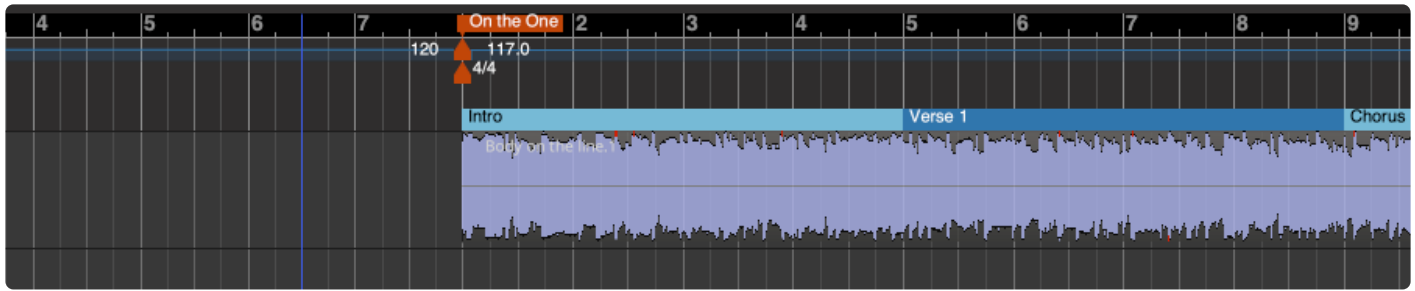 4 5 6 7 On the One 2 3 4 5 6 7 8 9
120 117.0
4/4
Intro Verse 1 Chorus
Body on the line.1